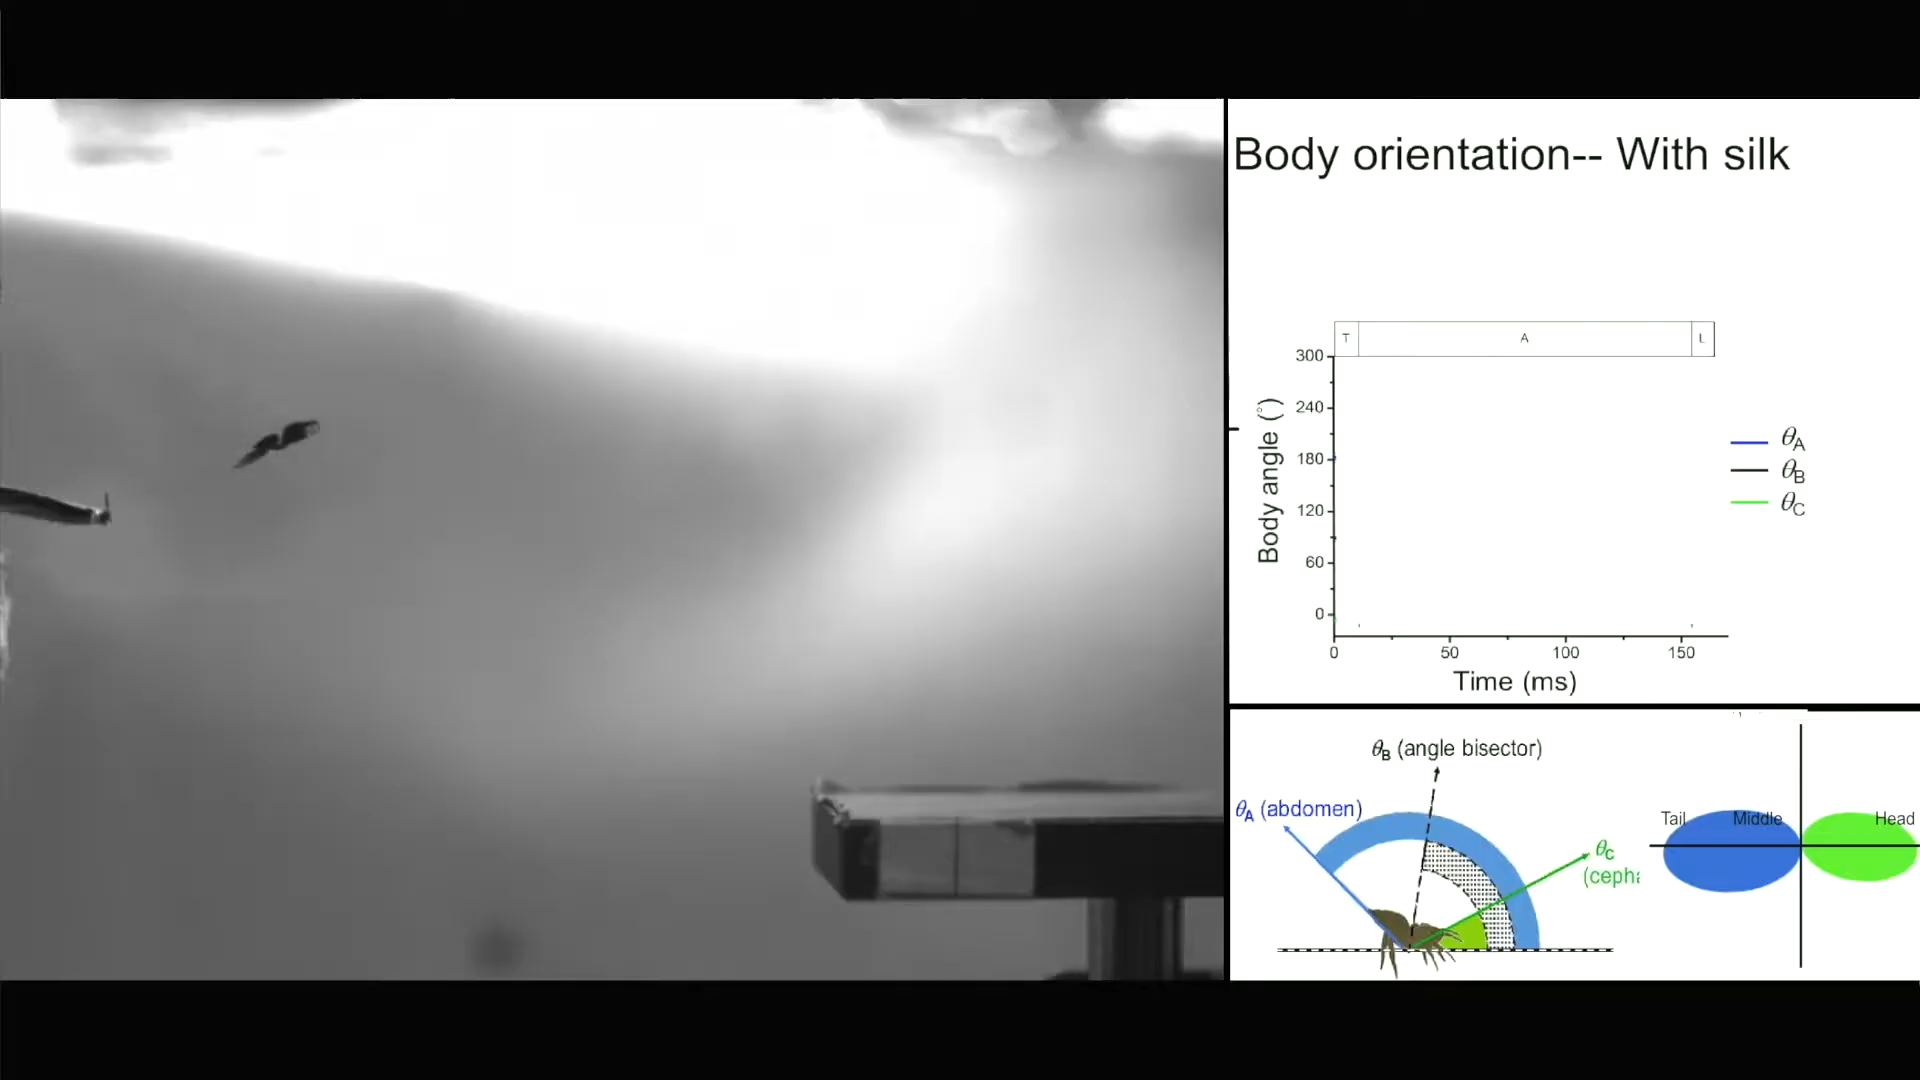 Body orientation-- With silk
T A L
300
240
180
120
60
0
Body angle (°)
0 50 100 150
Time (ms)
θA
θB
θC
θB (angle bisector)
θA (abdomen)
θC
(cepha
Tail Middle Head